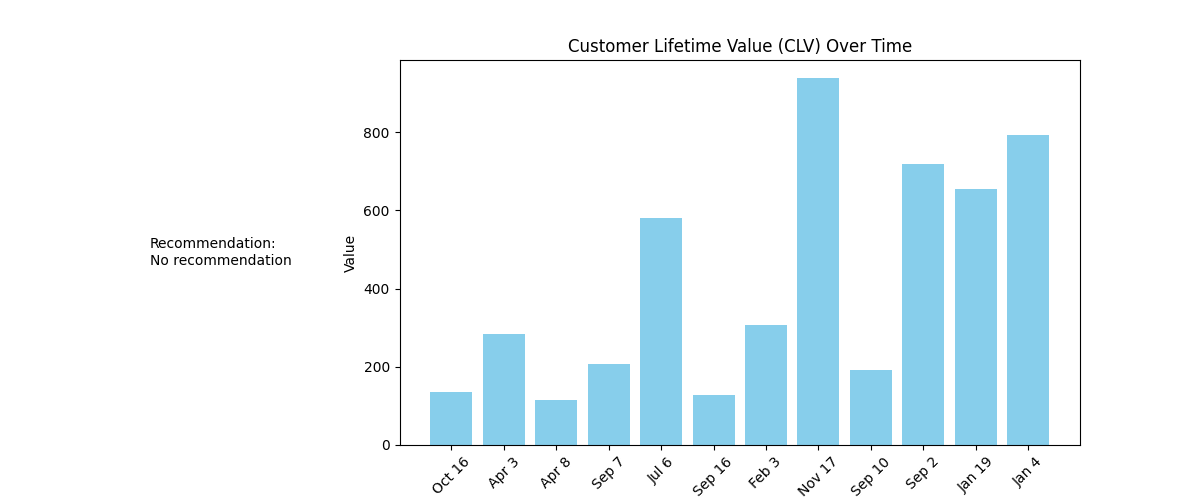 Customer Lifetime Value (CLV) Over Time
Recommendation:
No recommendation
Value
800
600
400
200
0
Oct 16
Apr 3
Apr 8
Sep 7
Jul 6
Sep 16
Feb 3
Nov 17
Sep 10
Sep 2
Jan 19
Jan 4